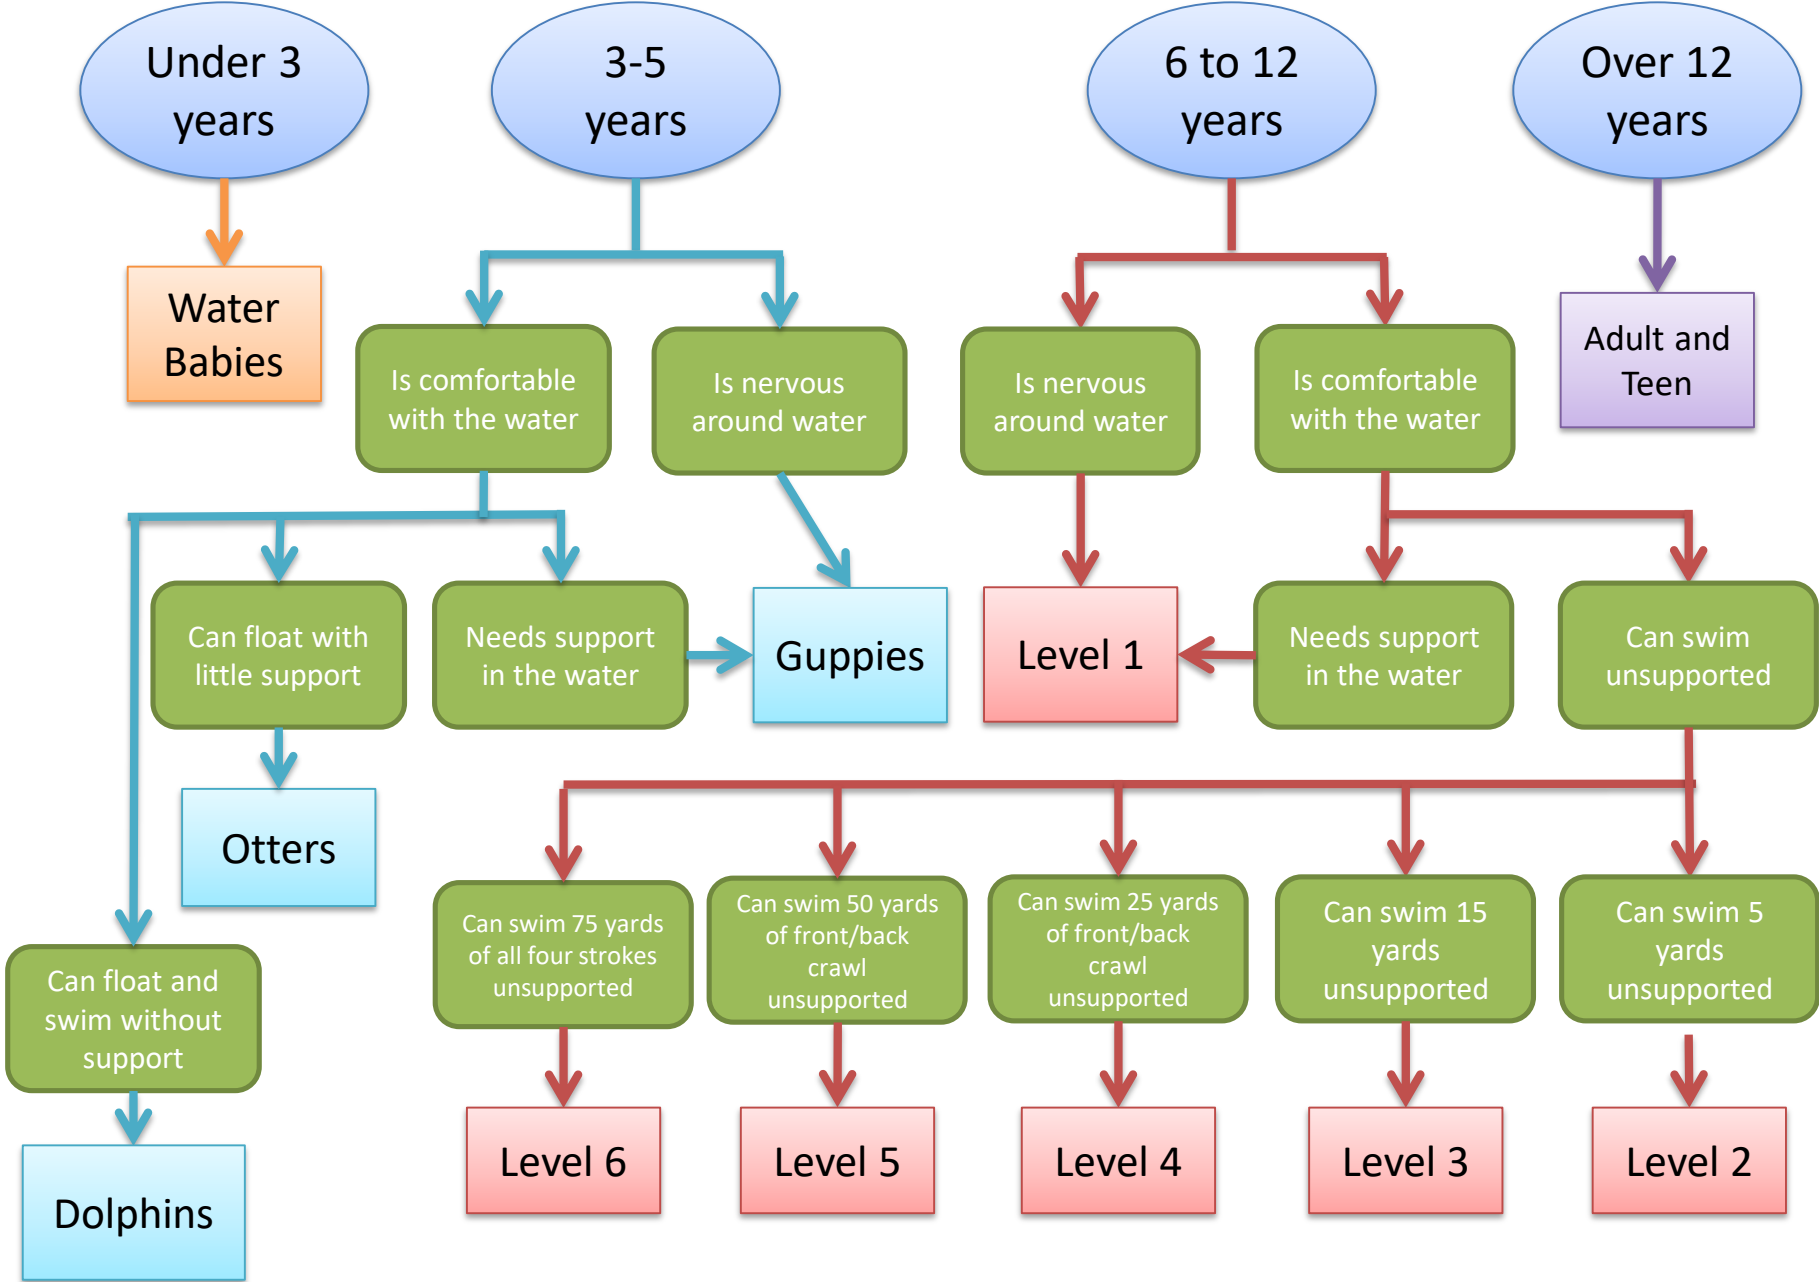 Under 3
years
3-5
years
6 to 12
years
Over 12
years
Water
Babies
Is comfortable
with the water
Is nervous
around water
Is nervous
around water
Is comfortable
with the water
Adult and
Teen
Can float with
little support
Needs support
in the water
Guppies
Level 1
Needs support
in the water
Can swim
unsupported
Otters
Can float and
swim without
support
Can swim 75 yards
of all four strokes
unsupported
Can swim 50 yards
of front/back
crawl
unsupported
Can swim 25 yards
of front/back
crawl
unsupported
Can swim 15
yards
unsupported
Can swim 5
yards
unsupported
Dolphins
Level 6
Level 5
Level 4
Level 3
Level 2